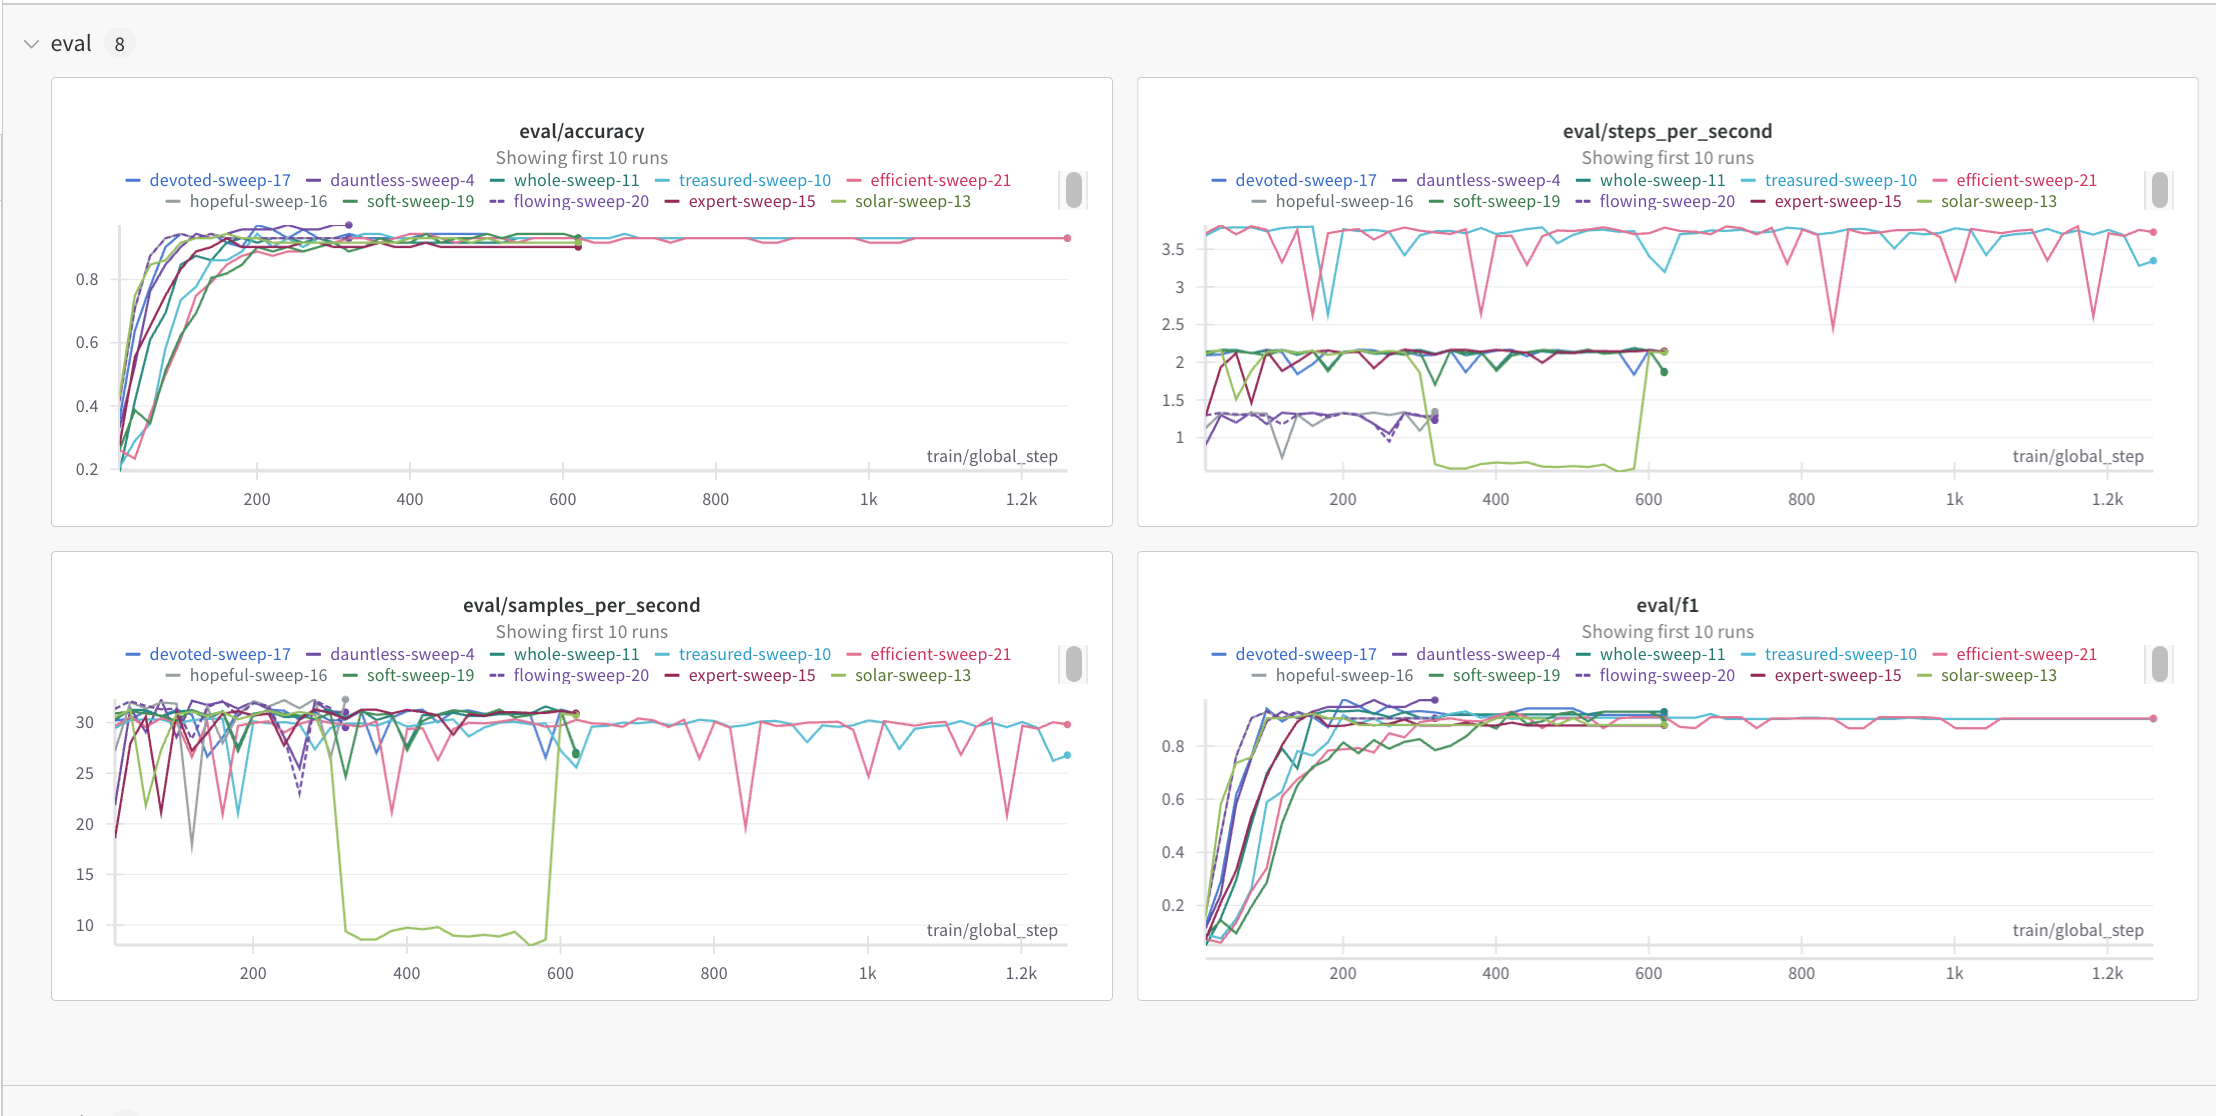 eval 8
eval/accuracy
Showing first 10 runs
devoted-sweep-17 dauntless-sweep-4 whole-sweep-11 treasured-sweep-10 efficient-sweep-21
hopeful-sweep-16 soft-sweep-19 flowing-sweep-20 expert-sweep-15 solar-sweep-13
0.8
0.6
0.4
0.2
train/global_step
200 400 600 800 1k 1.2k
eval/steps_per_second
Showing first 10 runs
devoted-sweep-17 dauntless-sweep-4 whole-sweep-11 treasured-sweep-10 efficient-sweep-21
hopeful-sweep-16 soft-sweep-19 flowing-sweep-20 expert-sweep-15 solar-sweep-13
3.5
3
2.5
2
1.5
1
train/global_step
200 400 600 800 1k 1.2k
eval/samples_per_second
Showing first 10 runs
devoted-sweep-17 dauntless-sweep-4 whole-sweep-11 treasured-sweep-10 efficient-sweep-21
hopeful-sweep-16 soft-sweep-19 flowing-sweep-20 expert-sweep-15 solar-sweep-13
30
25
20
15
10
train/global_step
200 400 600 800 1k 1.2k
eval/f1
Showing first 10 runs
devoted-sweep-17 dauntless-sweep-4 whole-sweep-11 treasured-sweep-10 efficient-sweep-21
hopeful-sweep-16 soft-sweep-19 flowing-sweep-20 expert-sweep-15 solar-sweep-13
0.8
0.6
0.4
0.2
train/global_step
200 400 600 800 1k 1.2k